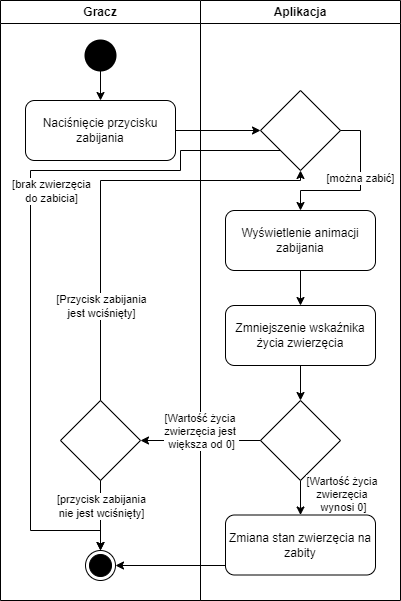 Gracz
Aplikacja
Naciśnięcie przycisku
zabijania
[brak zwierzęcia
do zabicia]
[można zabić]
Wyświetlenie animacji
zabijania
[Przycisk zabijania
jest wciśnięty]
Zmniejszenie wskaźnika
życia zwierzęcia
[Wartość życia
zwierzęcia jest
większa od 0]
[Wartość życia
zwierzęcia
wynosi 0]
[przycisk zabijania
nie jest wciśnięty]
Zmiana stan zwierzęcia na
zabity